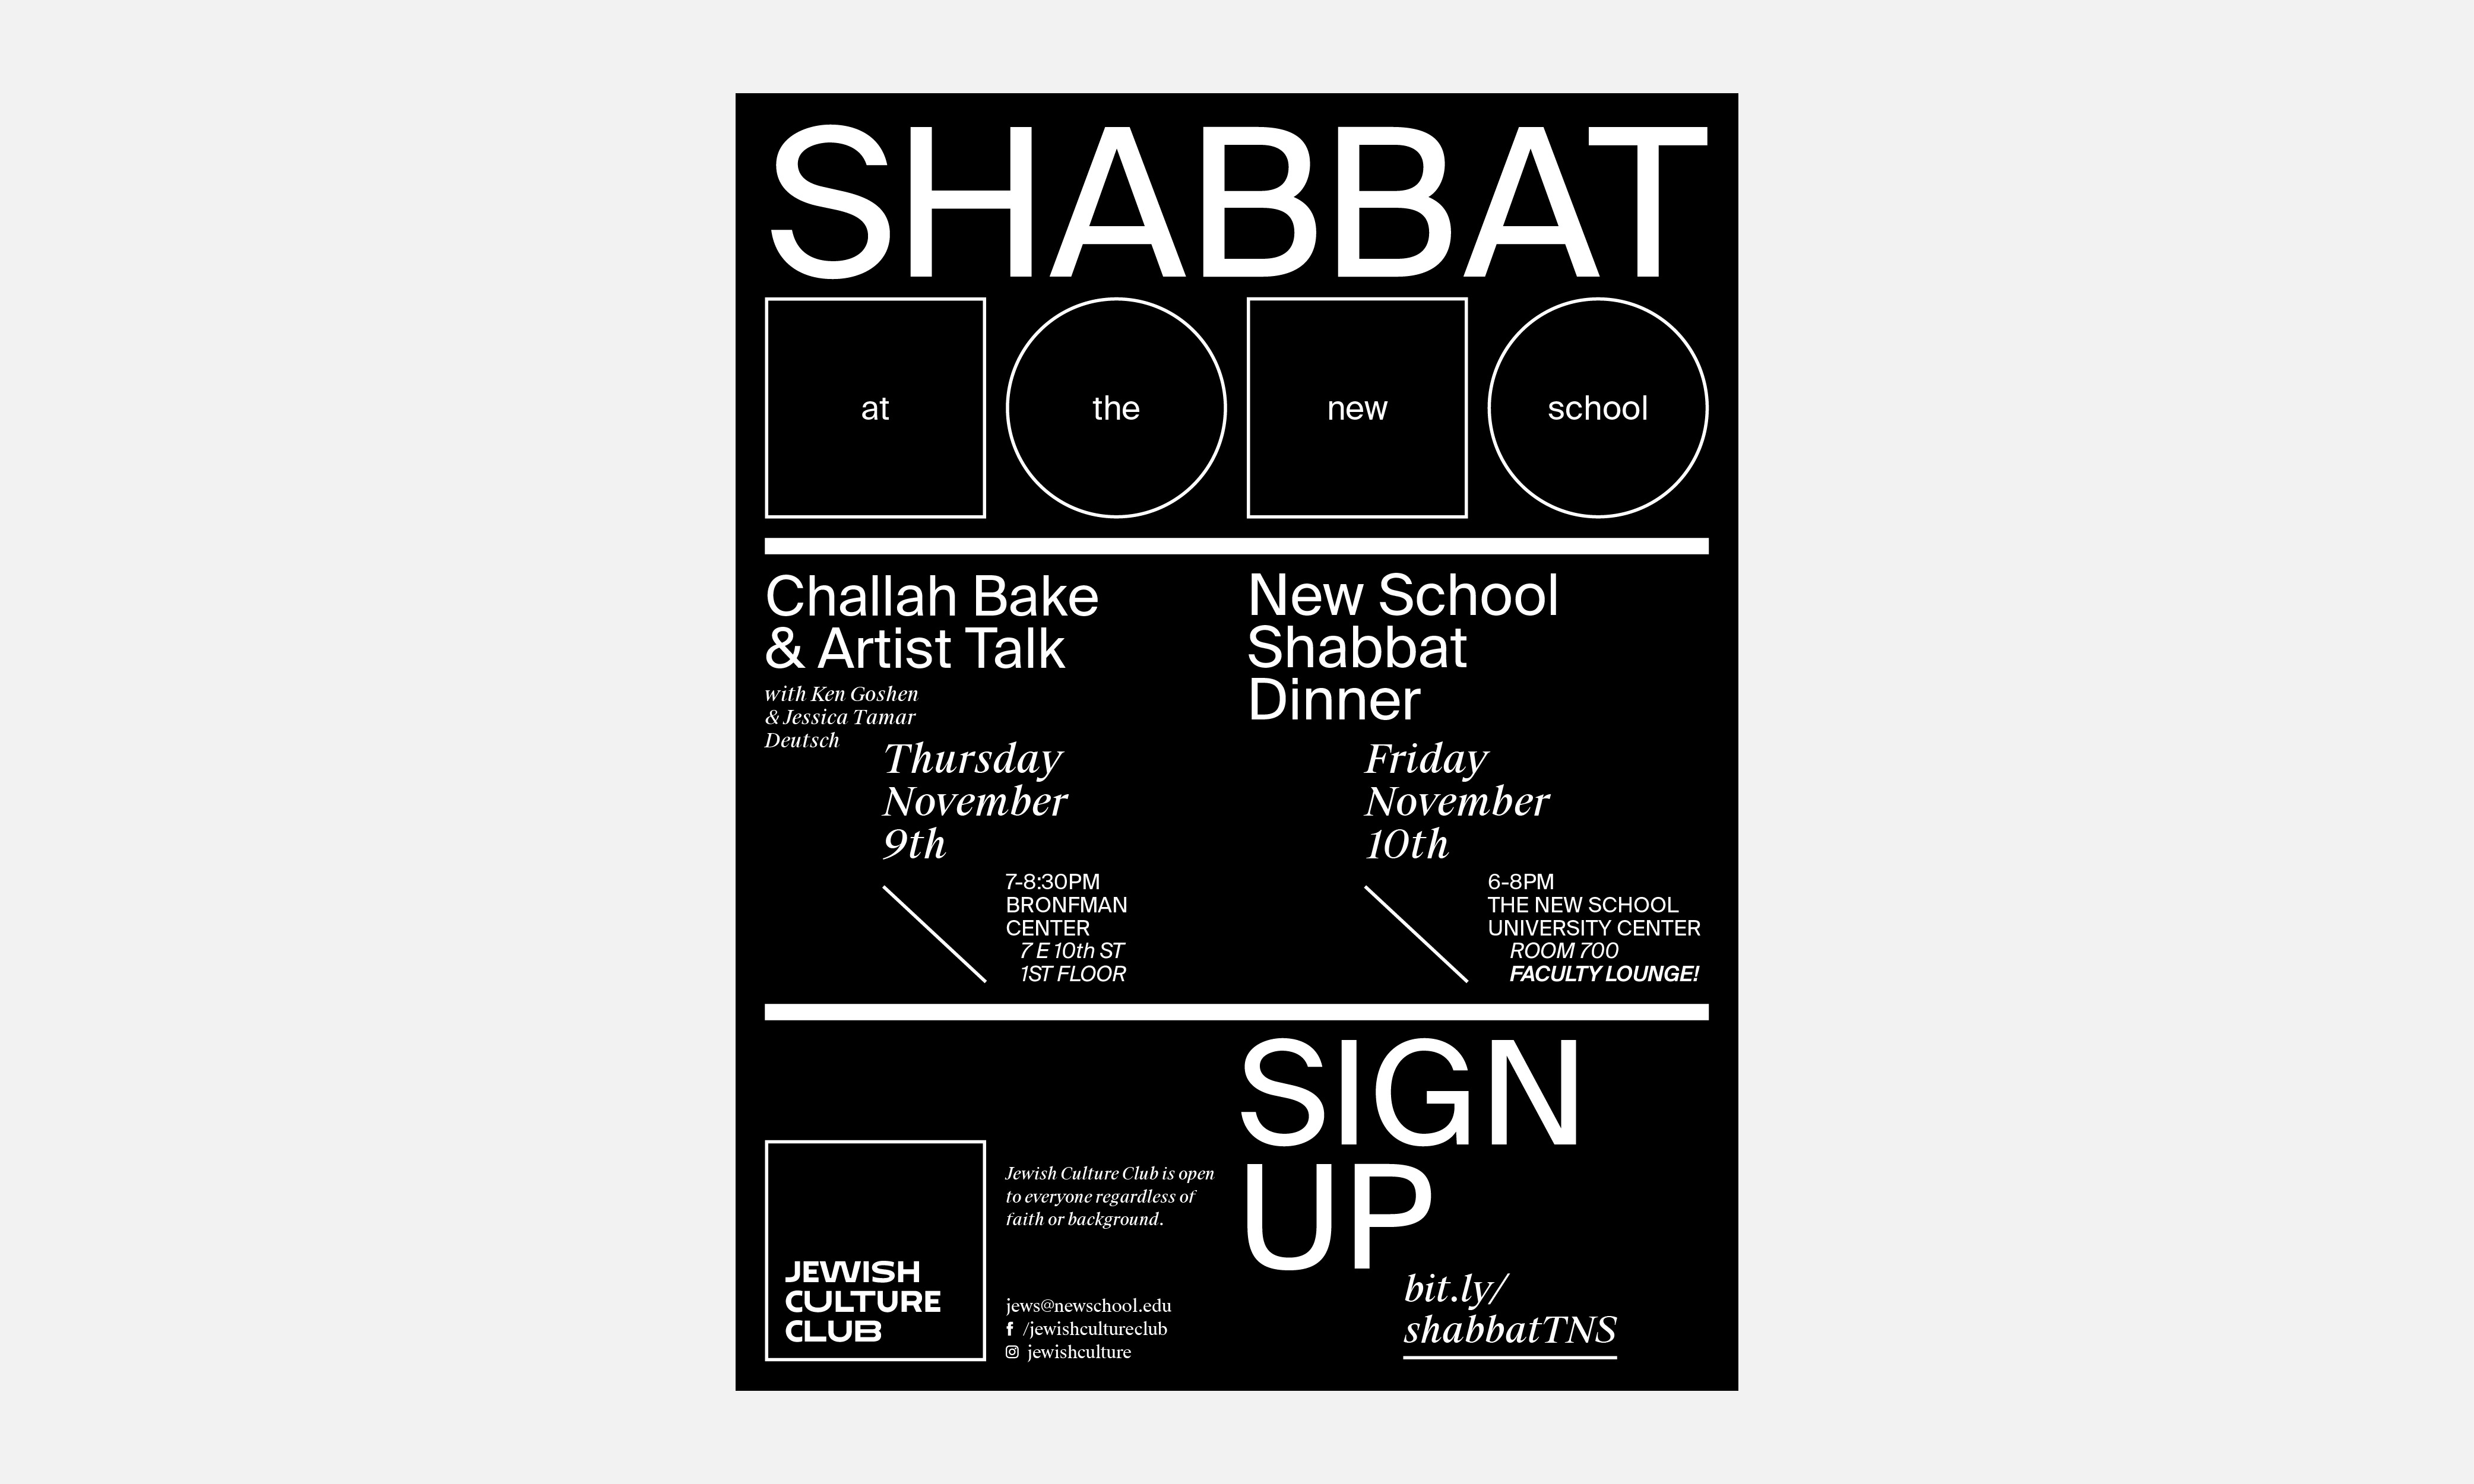 SHABBAT
at the new school
Challah Bake
& Artist Talk
with Ken Goshen
& Jessica Tamar
Deutsch
Thursday
November
9th
7-8:30PM
BRONFMAN
CENTER
7 E 10th ST
1ST FLOOR
New School
Shabbat
Dinner
Friday
November
10th
6-8PM
THE NEW SCHOOL
UNIVERSITY CENTER
ROOM 700
FACULTY LOUNGE!
JEWISH
CULTURE
CLUB
Jewish Culture Club is open
to everyone regardless of
faith or background.
jews@newschool.edu
/jewishcultureclub
jewishculture
SIGN
UP
bit.ly/
shabbatTNS